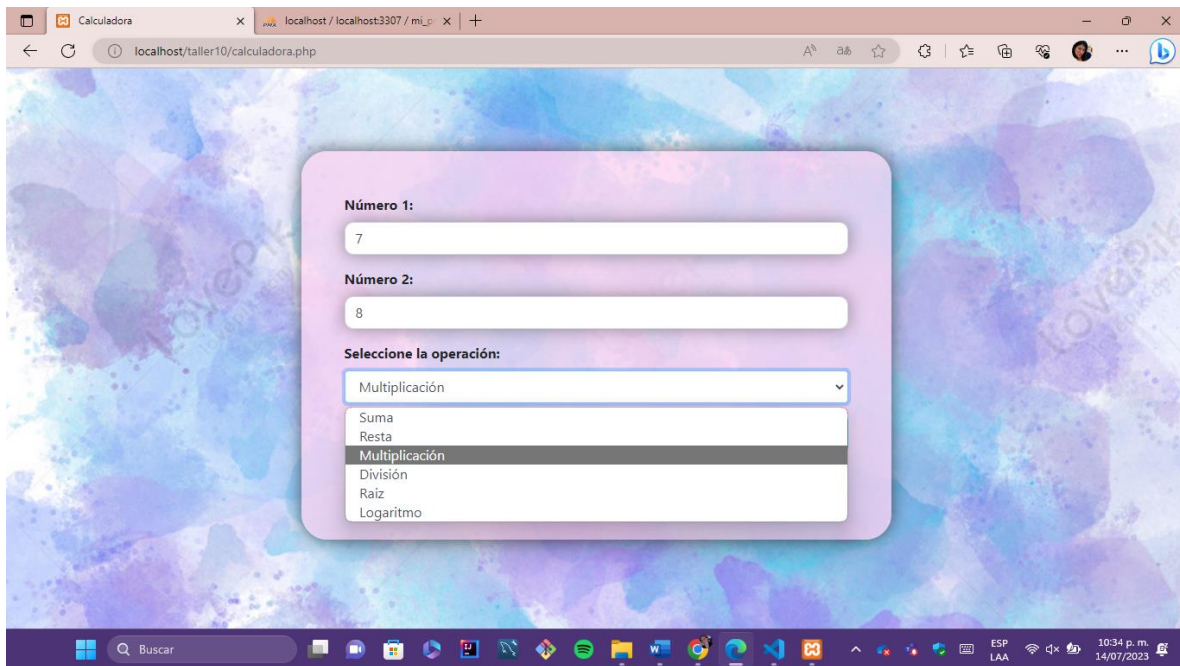 Calculadora
localhost / localhost:3307 / mi_p
localhost/taller10/calculadora.php
Número 1:
7
Número 2:
8
Seleccione la operación:
Multiplicación
Suma
Resta
Multiplicación
División
Raiz
Logaritmo
Buscar
ESP
LAA
10:34 p. m.
14/07/2023